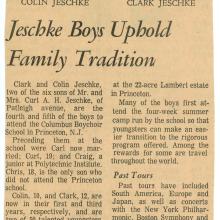 COLIN JESCHKE
CLARK JESCHKE
Jeschke Boys Uphold
Family Tradition
Clark and Colin Jeschke,
two of the six sons of Mr. and
Mrs. Curt A. H. Jeschke, of
Patleigh avenue, are the
fourth and fifth of the boys to
attend the Columbus Boychoir
School in Princeton, N.J.
Preceding them at the
school were Carl now mar-
ried; Curt, 19; and Craig, a
junior at Polytechnic Institute.
Chris, 18, is the only son who
did not attend the Princeton
school.
Colin, 10, and Clark, 12, are
now in their first and third
years, respectively, and are
at the 22-acre Lambert estate
in Princeton.
Many of the boys first at-
tend the four-week summer
camp run by the school so that
youngsters can make an eas-
ier transition to the rigorous
program offered. Among the
rewards for some are travel
throughout the world.
Past Tours
Past tours have included
South America, Europe and
Japan, as well as concerts
with the New York Philhar-
monic, Boston Symphony